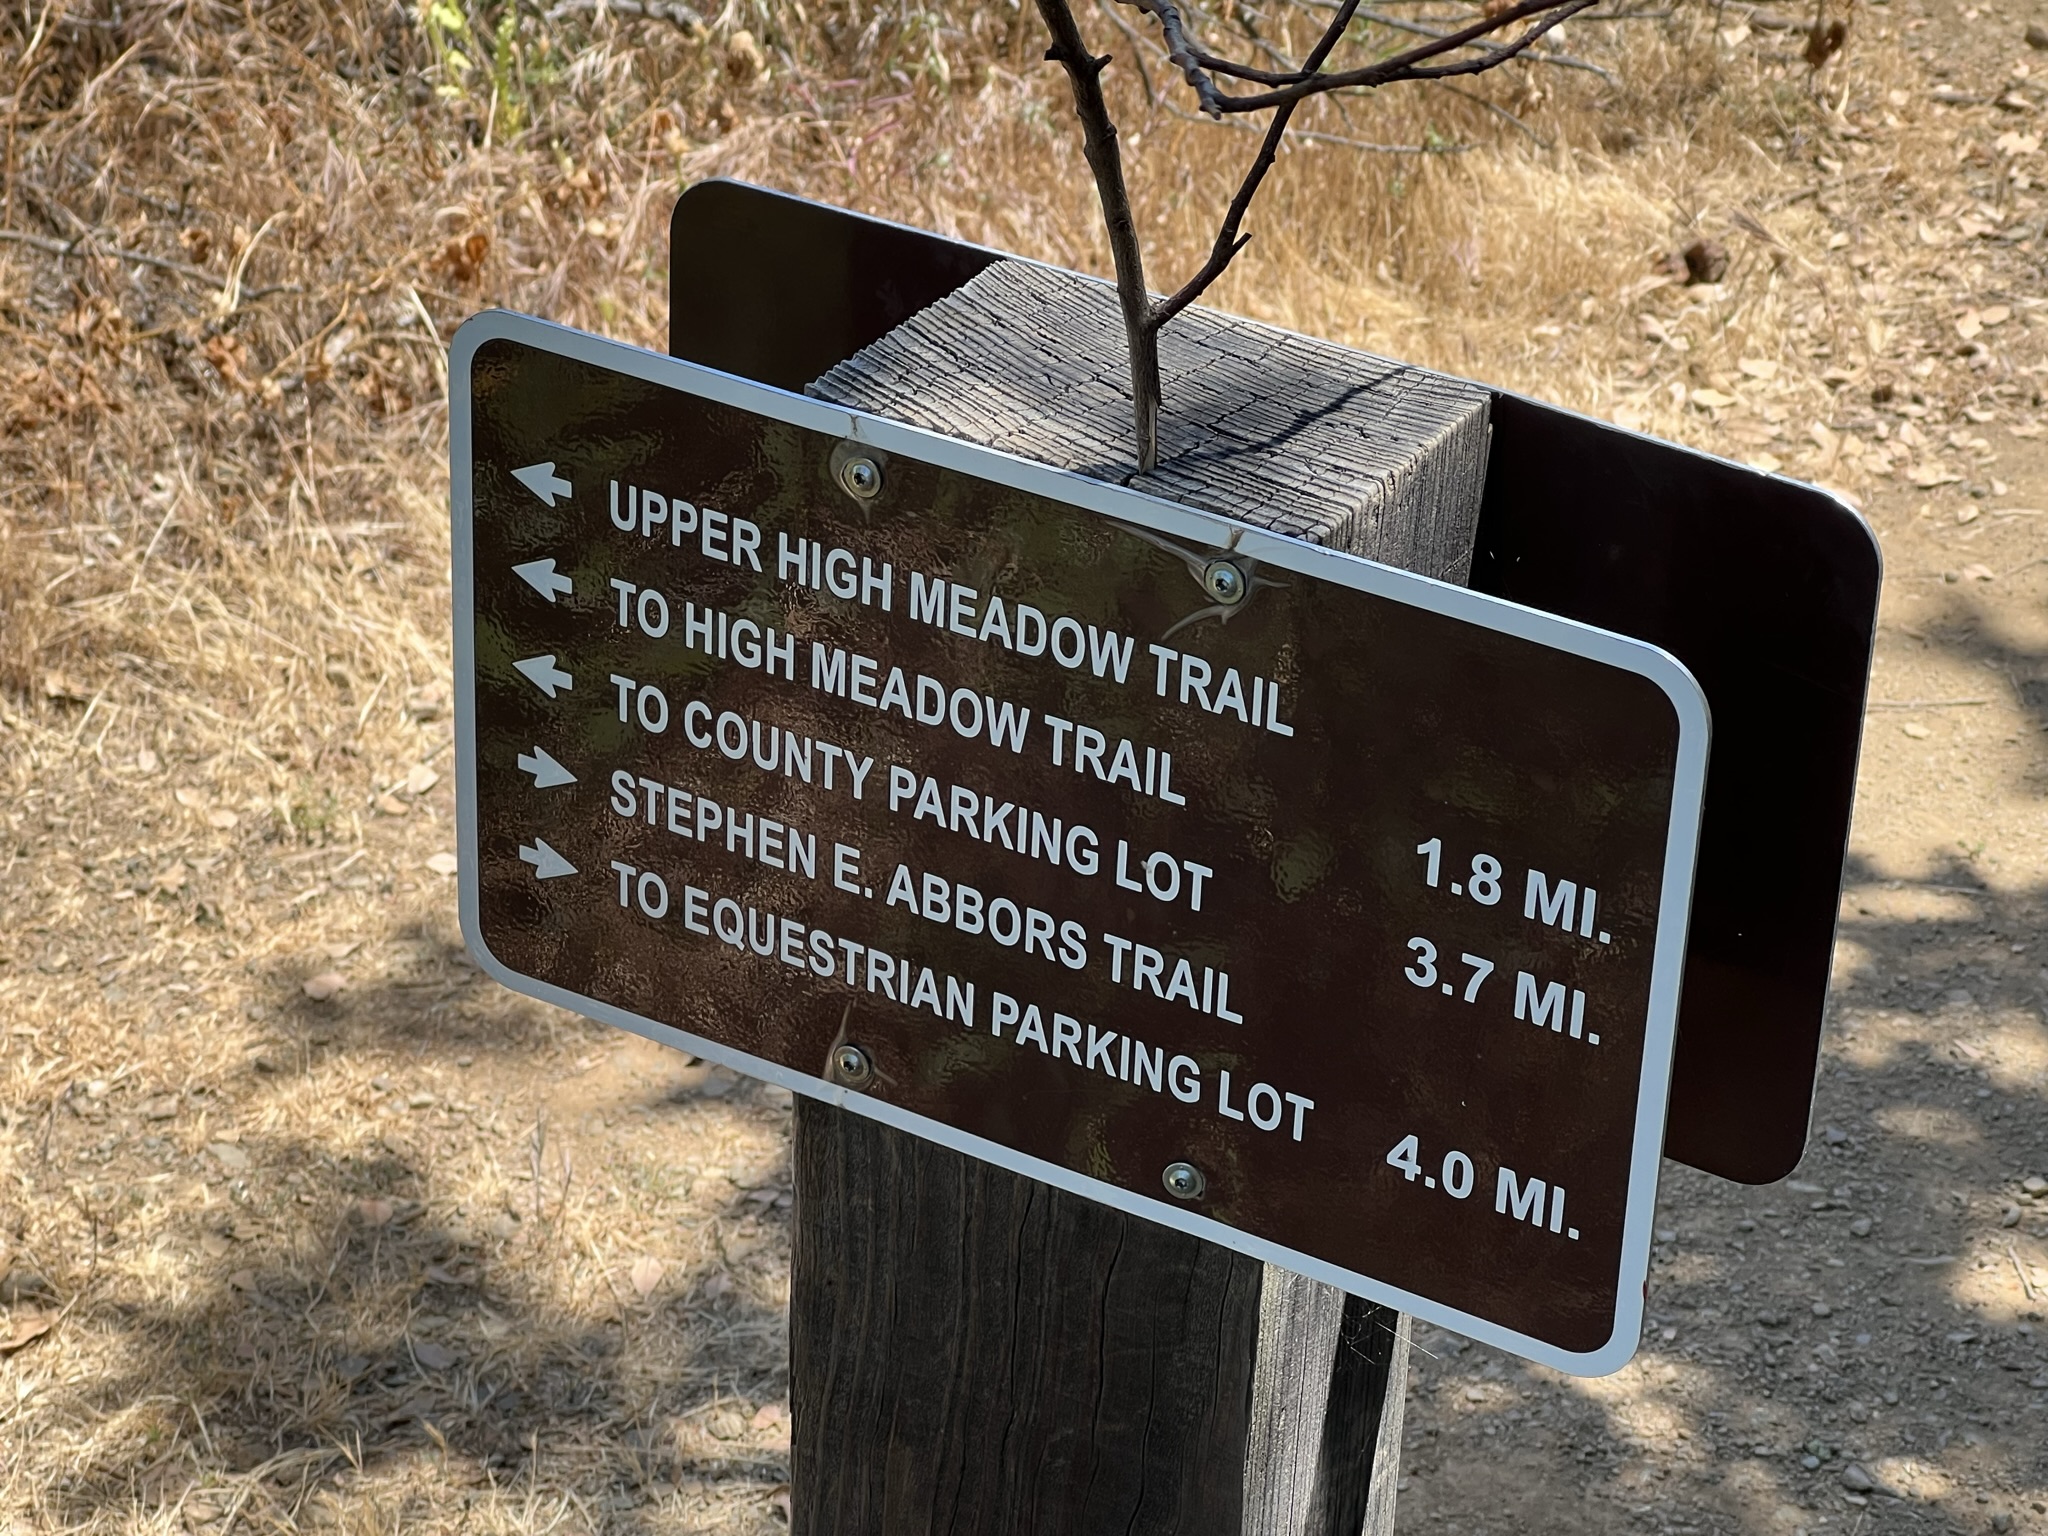 ← UPPER HIGH MEADOW TRAIL
← TO HIGH MEADOW TRAIL 1.8 MI.
← TO COUNTY PARKING LOT 3.7 MI.
→ STEPHEN E. ABBORS TRAIL
→ TO EQUESTRIAN PARKING LOT 4.0 MI.